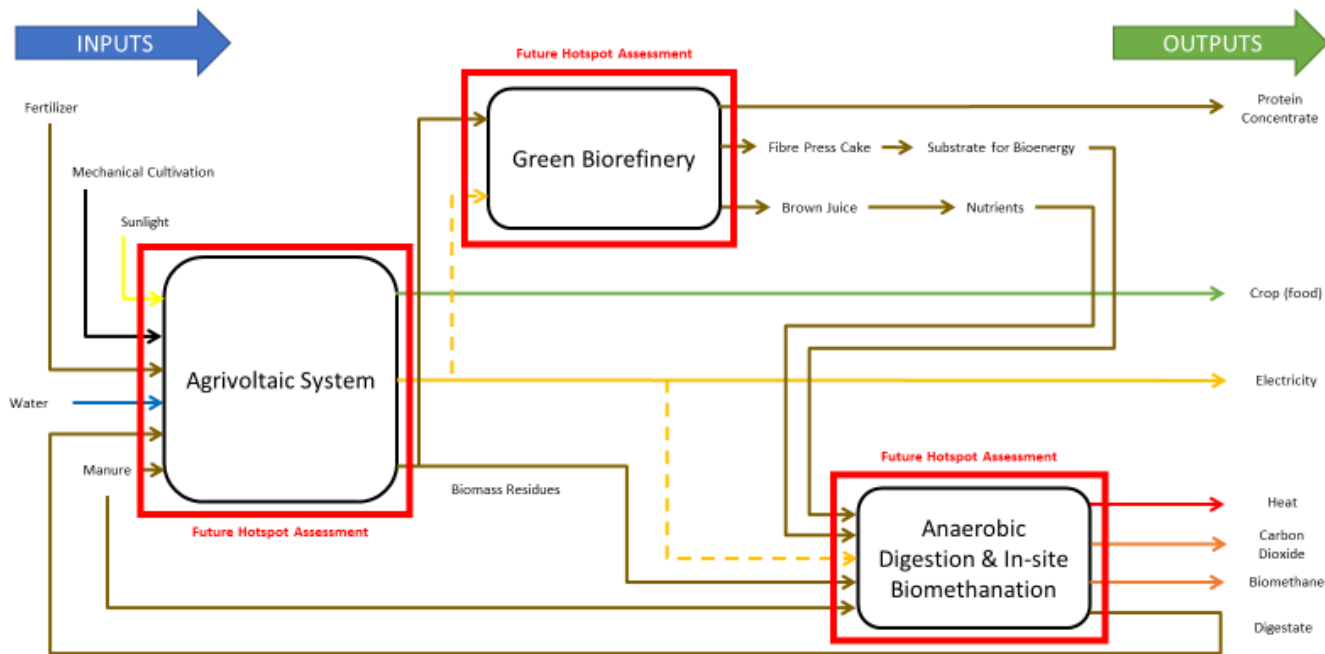 INPUTS
OUTPUTS
Future Hotspot Assessment
Fertilizer
Protein
Concentrate
Green Biorefinery
Fibre Press Cake
Substrate for Bioenergy
Mechanical Cultivation
Brown Juice
Nutrients
Sunlight
Crop (food)
Agrivoltaic System
Electricity
Water
Manure
Biomass Residues
Future Hotspot Assessment
Future Hotspot Assessment
Anaerobic
Digestion & In-site
Biomethanation
Heat
Carbon
Dioxide
Biomethane
Digestate